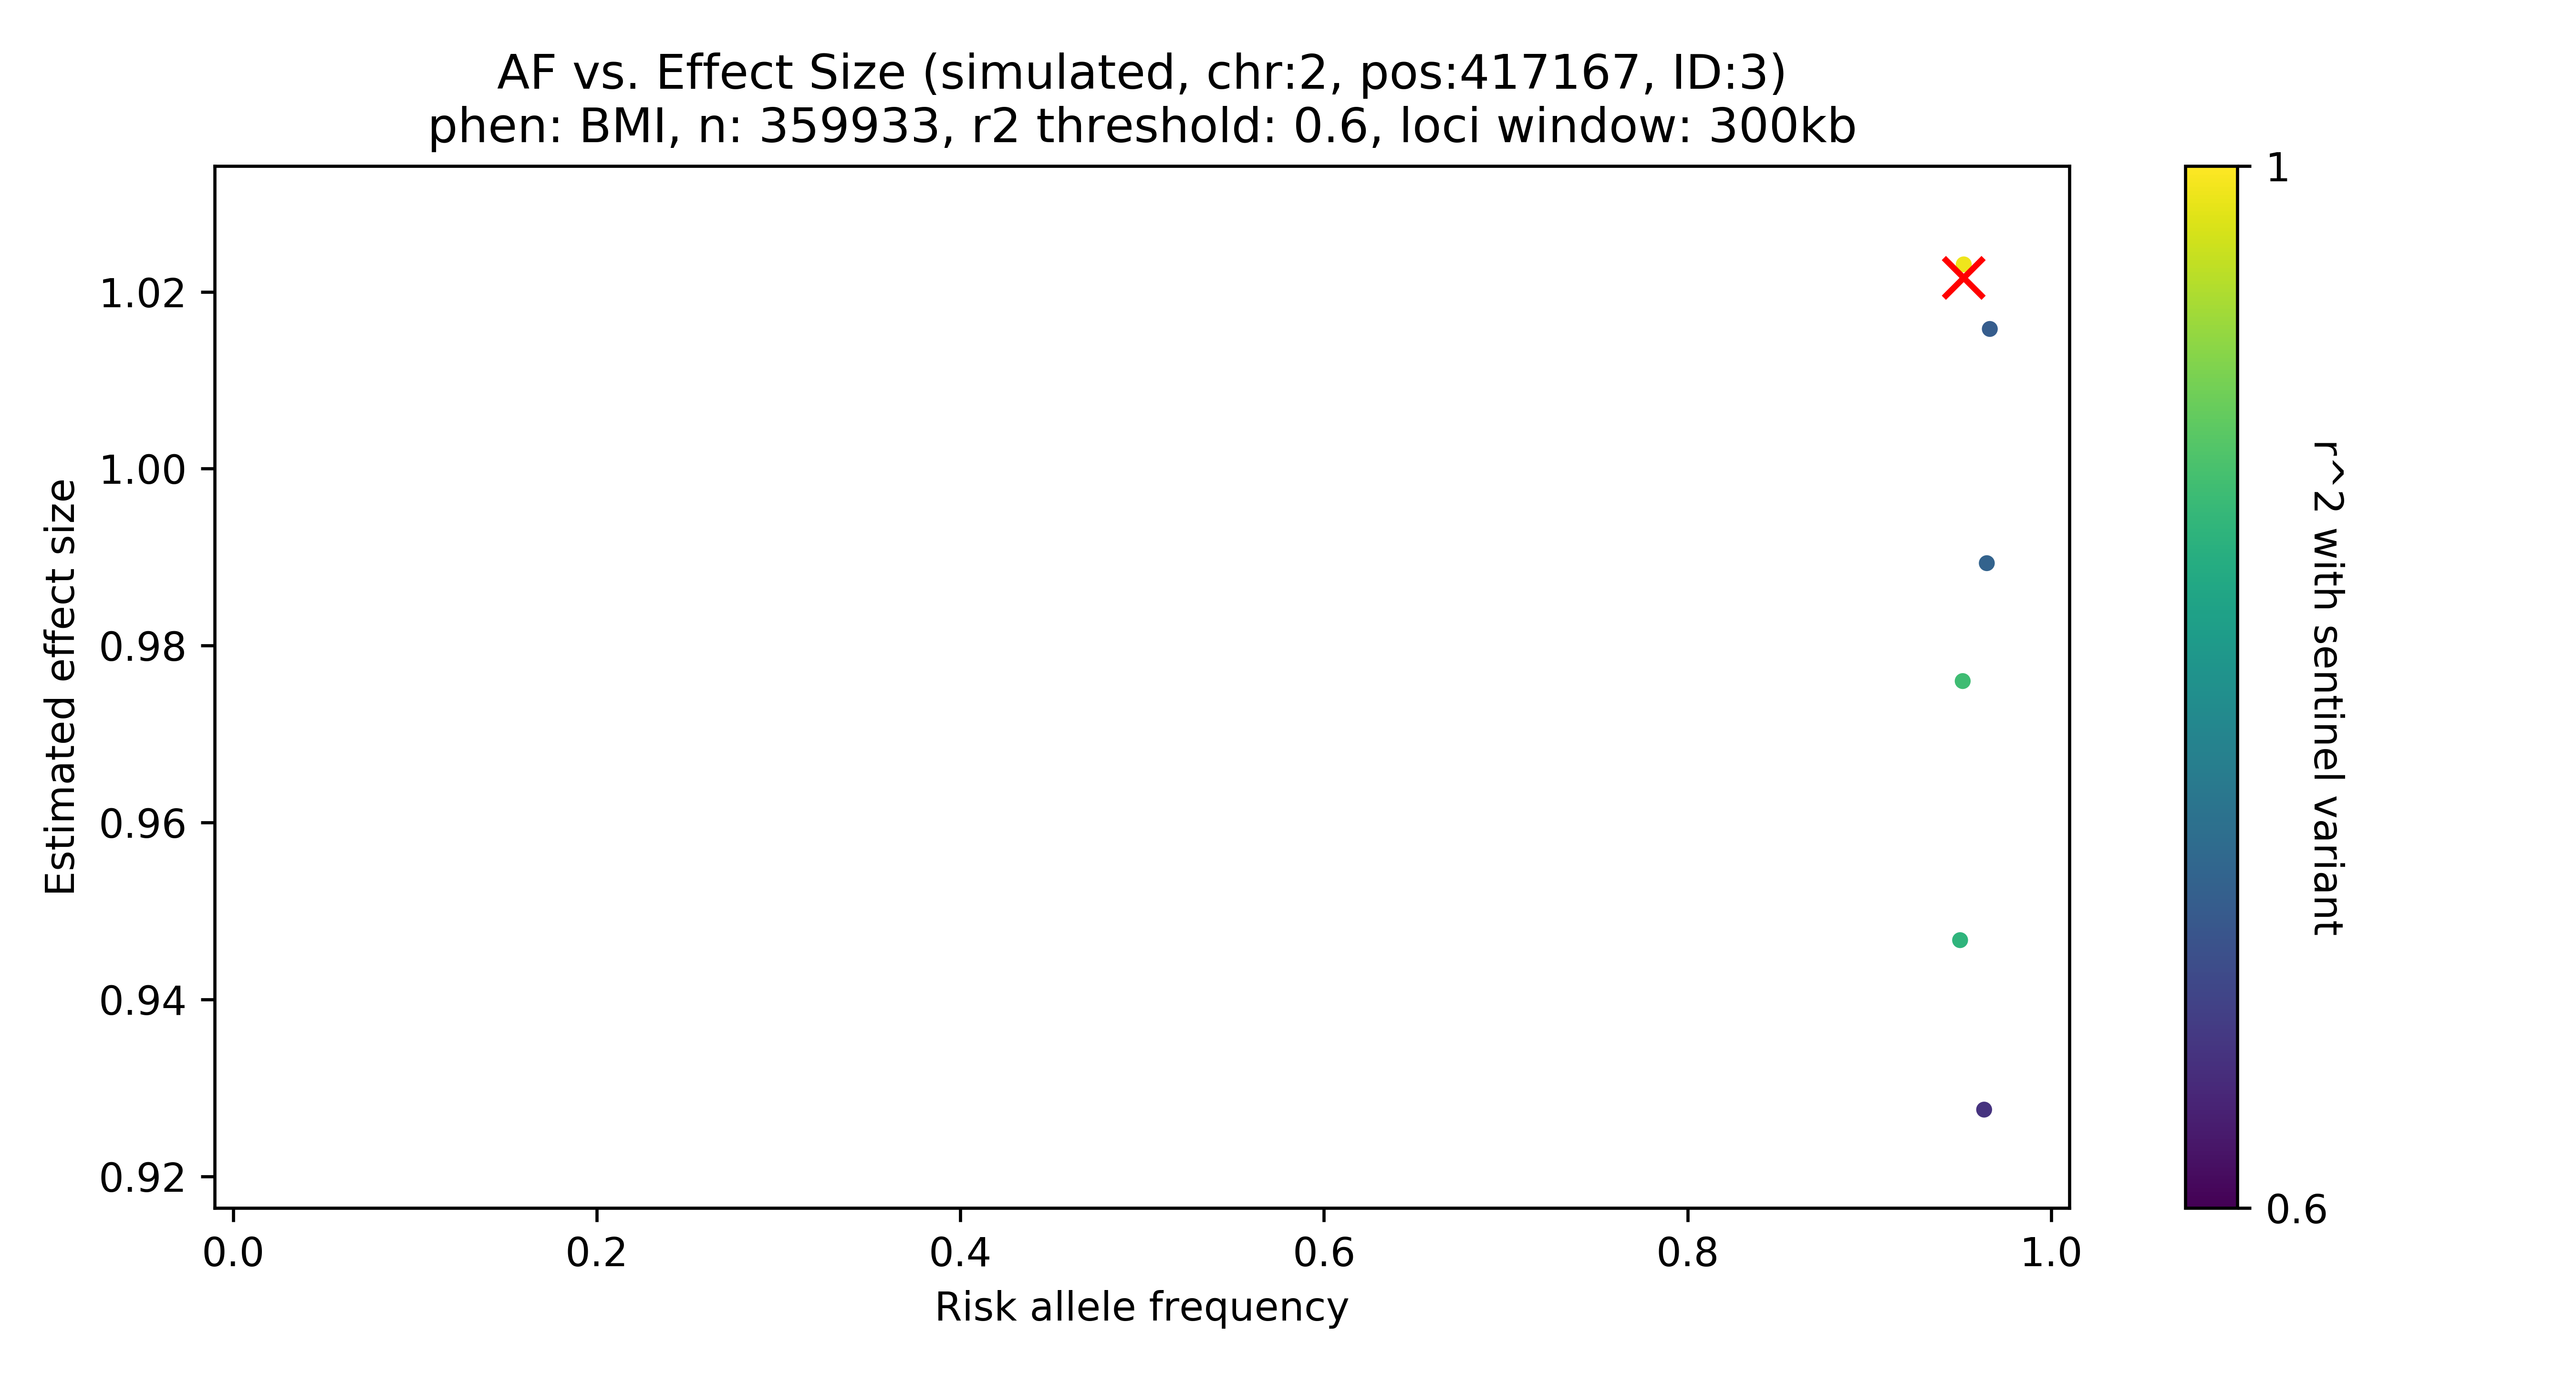 AF vs. Effect Size (simulated, chr:2, pos:417167, ID:3)
phen: BMI, n: 359933, r2 threshold: 0.6, loci window: 300kb
1.02
1.00
0.98
0.96
0.94
0.92
Estimated effect size
0.0
0.2
0.4
0.6
0.8
1.0
Risk allele frequency
1
0.6
r^2 with sentinel variant